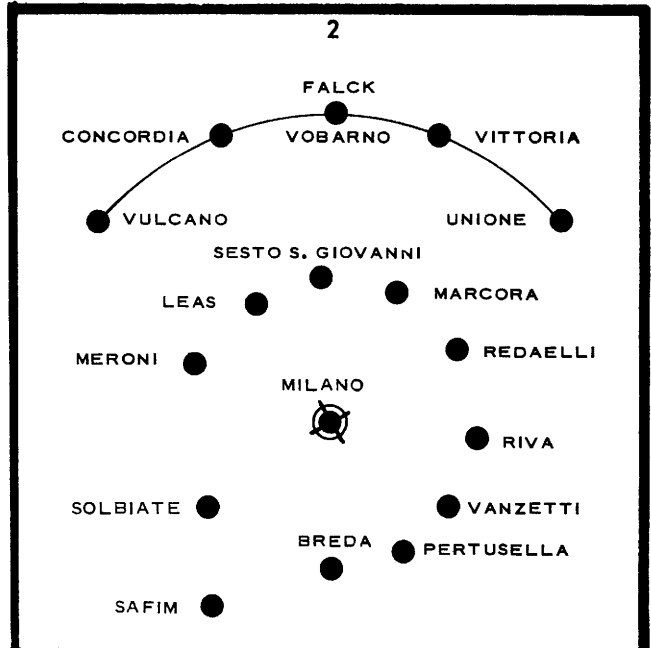 2
FALCK
CONCORDIA
VOBARNO
VITTORIA
VULCANO
UNIONE
SESTO S. GIOVANNI
LEAS
MARCORA
MERONI
REDAELLI
MILANO
RIVA
SOLBIATE
VANZETTI
BREDA
PERTUSELLA
SAFIM